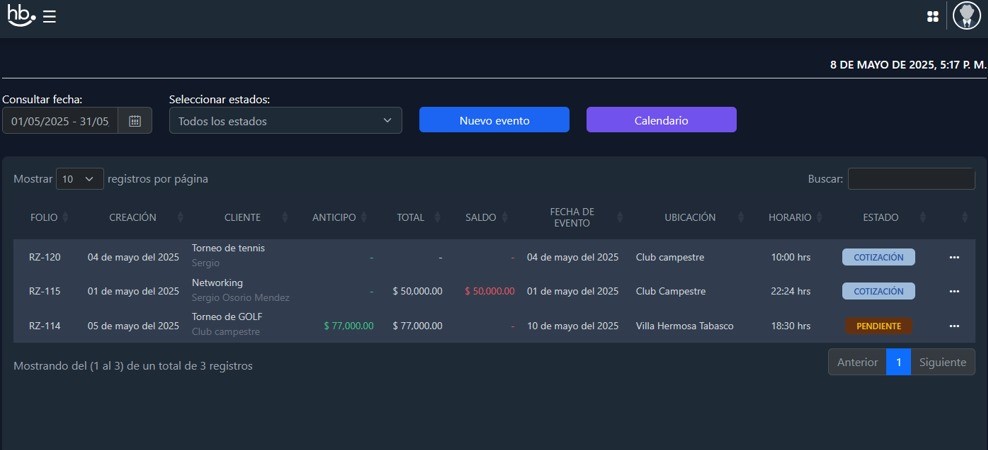 hb.
8 DE MAYO DE 2025, 5:17 P. M.
Consultar fecha: Seleccionar estados:
01/05/2025 - 31/05 Todos los estados Nuevo evento Calendario
Mostrar 10 registros por página Buscar:
FOLIO CREACIÓN CLIENTE ANTICIPO TOTAL SALDO FECHA DE EVENTO UBICACIÓN HORARIO ESTADO
RZ-120 04 de mayo del 2025 Torneo de tennis - - - 04 de mayo del 2025 Club campestre 10:00 hrs COTIZACIÓN ···
Sergio
RZ-115 01 de mayo del 2025 Networking - $ 50,000.00 $ 50,000.00 01 de mayo del 2025 Club Campestre 22:24 hrs COTIZACIÓN ···
Sergio Osorio Mendez
RZ-114 05 de mayo del 2025 Torneo de GOLF $ 77,000.00 $ 77,000.00 - 10 de mayo del 2025 Villa Hermosa Tabasco 18:30 hrs PENDIENTE ···
Club campestre
Mostrando del (1 al 3) de un total de 3 registros Anterior 1 Siguiente